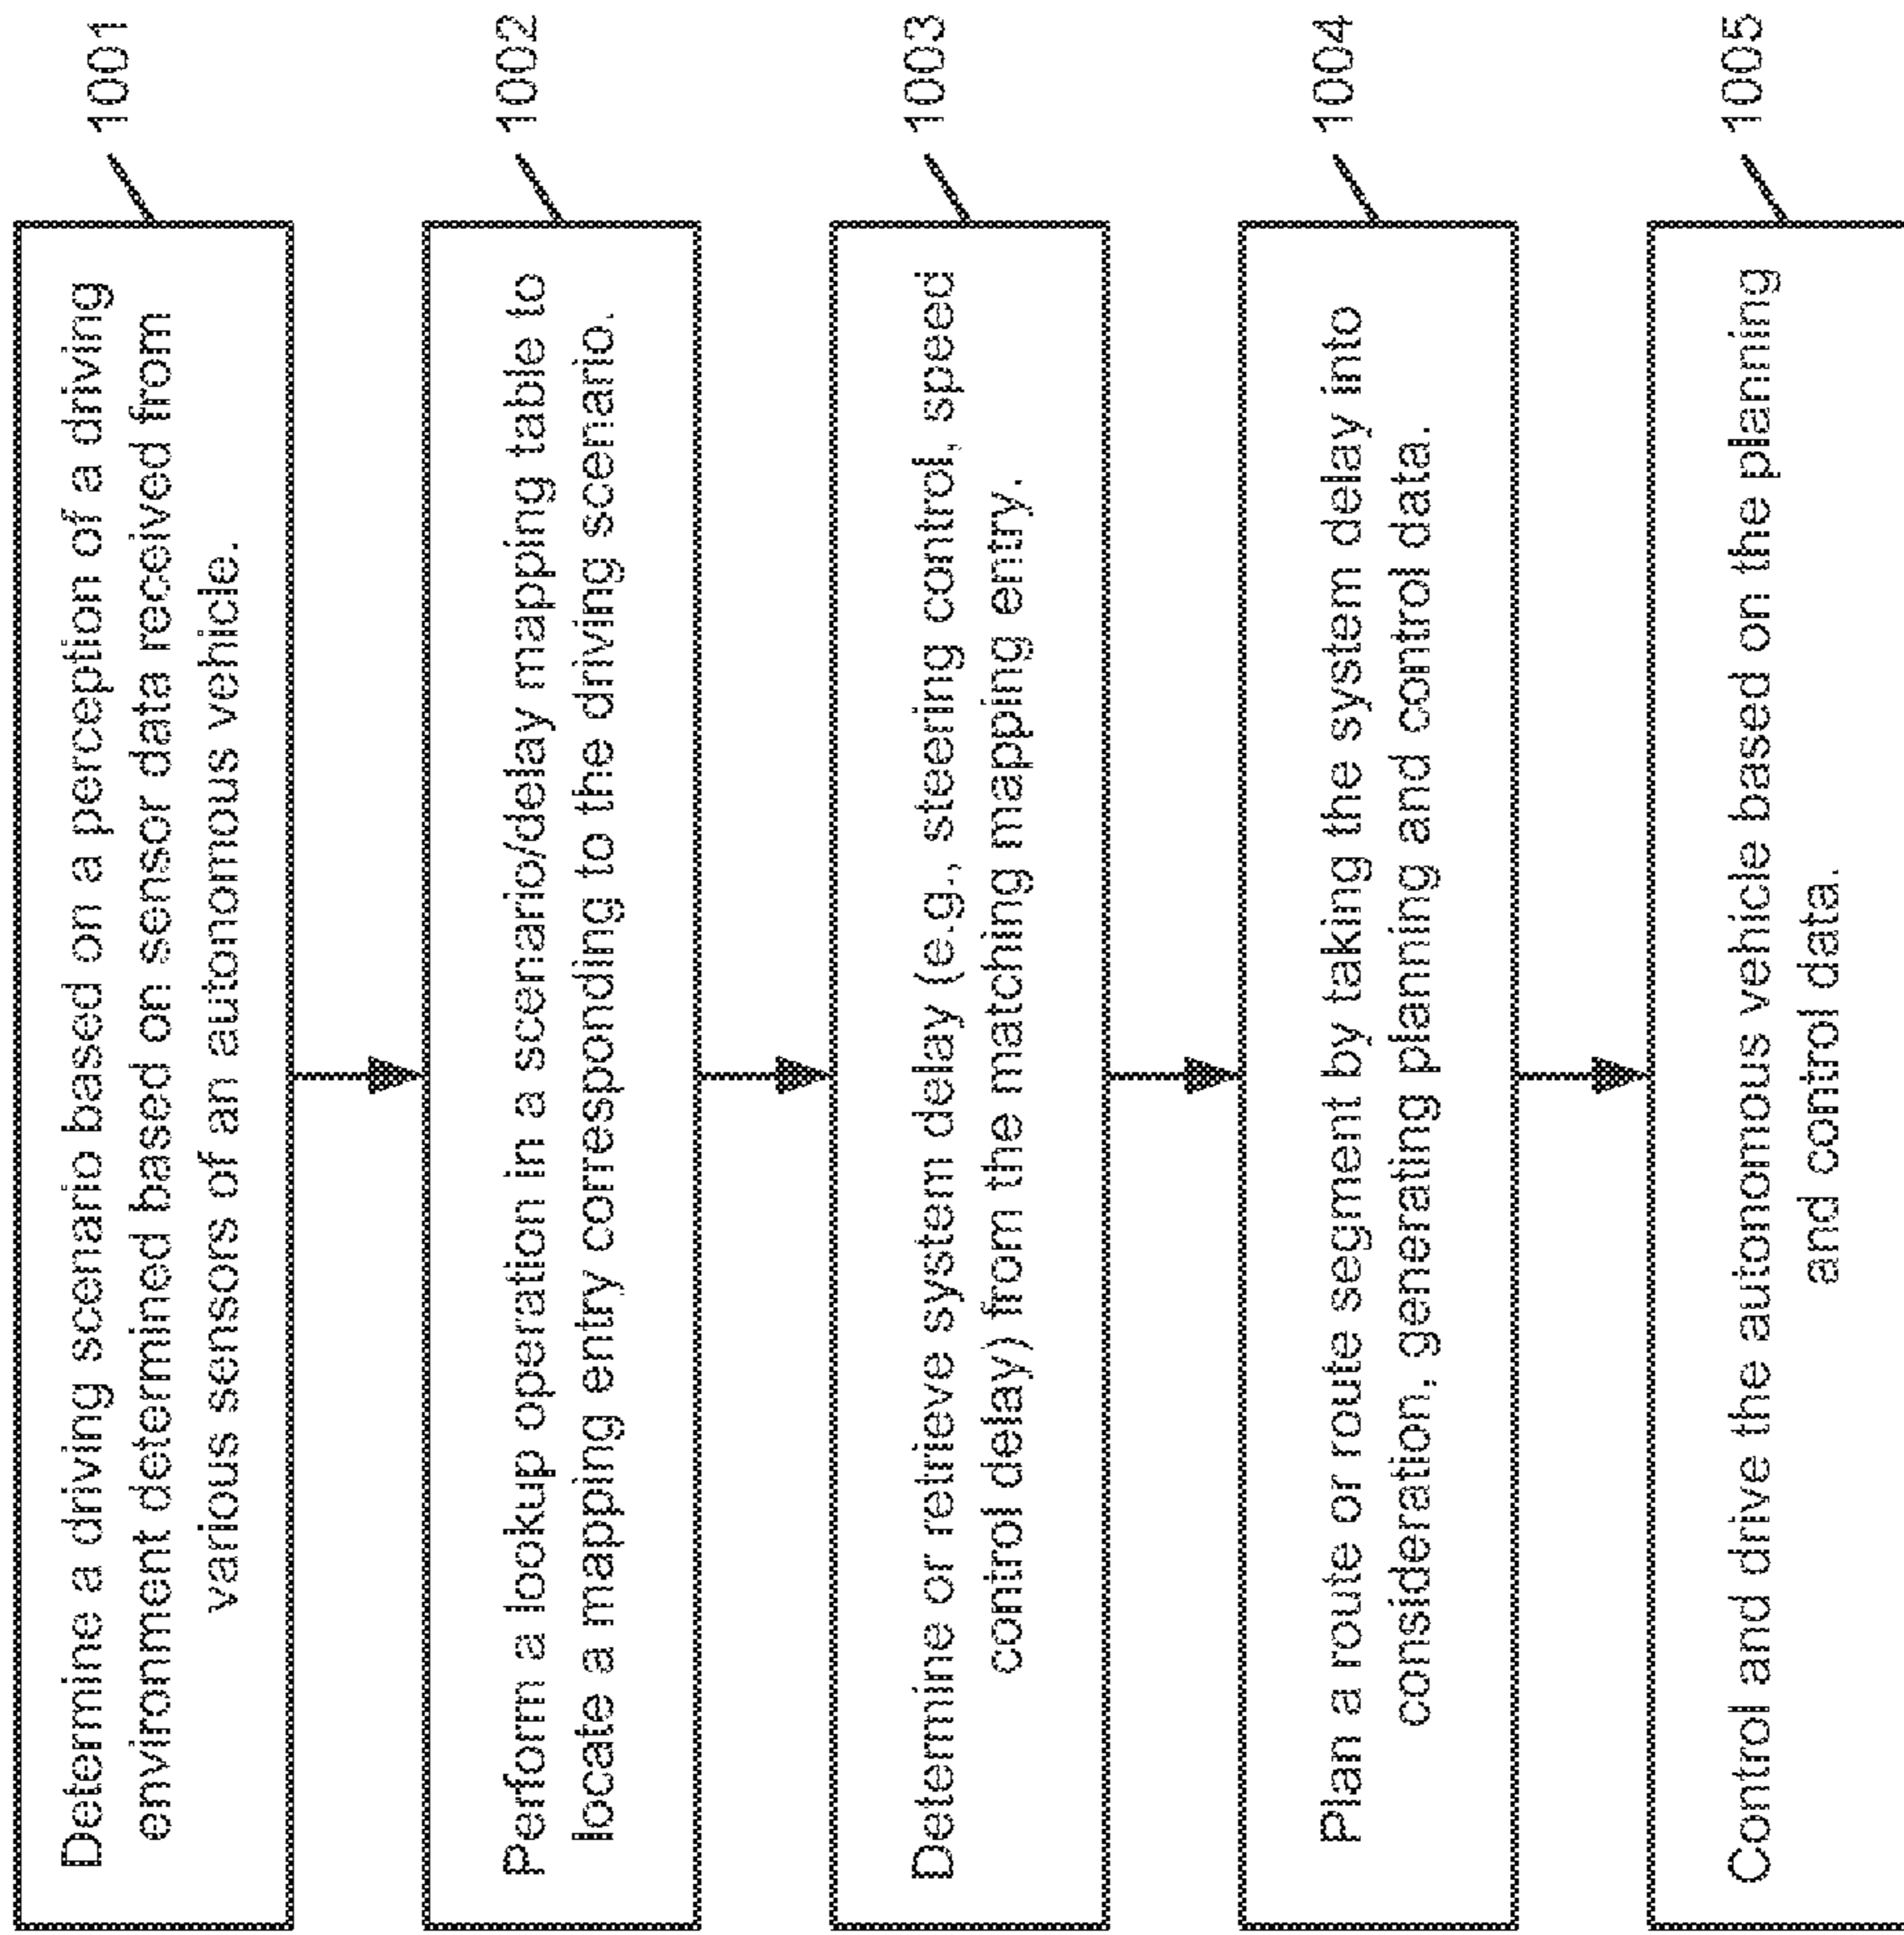 Determine a driving scenario based on a perception of a driving
environment determined based on sensor data received from
various sensors of an autonomous vehicle.
1001
Perform a lookup operation in a scenario/delay mapping table to
locate a mapping entry corresponding to the driving scenario.
1002
Determine or retrieve system delay (e.g., steering control, speed
control delay) from the matching mapping entry.
1003
Plan a route or route segment by taking the system delay into
consideration, generating planning and control data.
1004
Control and drive the autonomous vehicle based on the planning
and control data.
1005